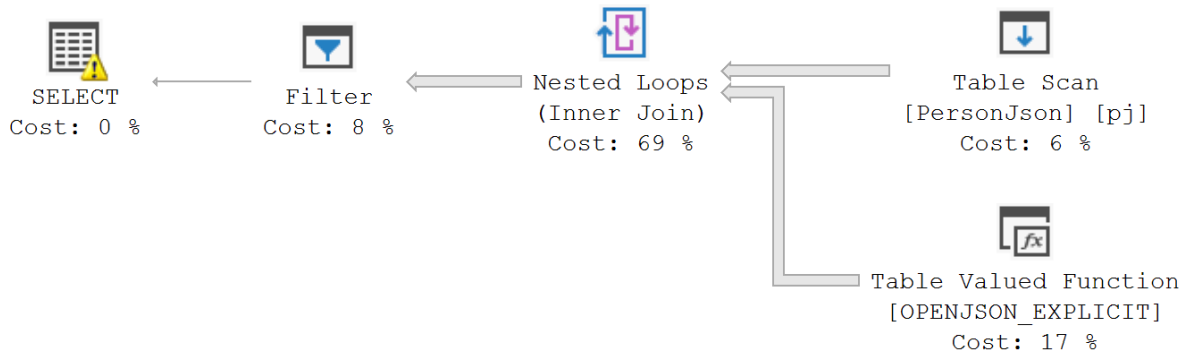 SELECT
Cost: 0 %
Filter
Cost: 8 %
Nested Loops
(Inner Join)
Cost: 69 %
Table Scan
[PersonJson] [pj]
Cost: 6 %
fx
Table Valued Function
[OPENJSON_EXPLICIT]
Cost: 17 %